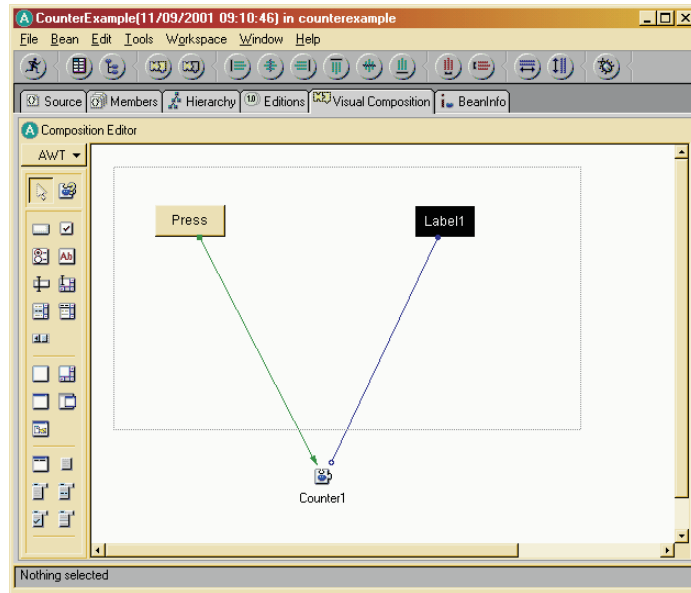 CounterExample(11/09/2001 09:10:46) in counterexample
File Bean Edit Tools Workspace Window Help
Source Members Hierarchy Editions Visual Composition BeanInfo
Composition Editor
AWT
Press
Label1
Counter1
Nothing selected